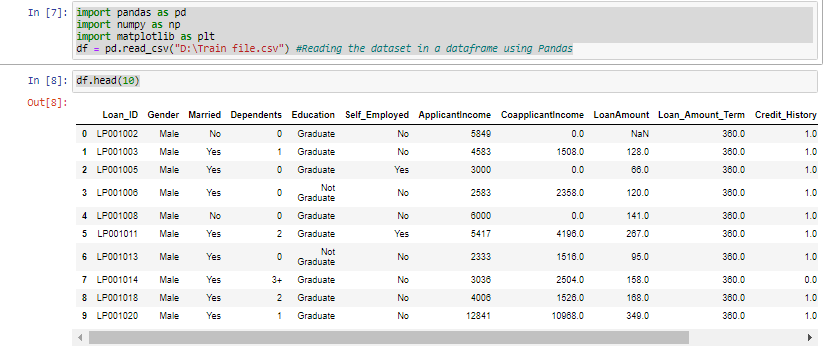 In [7]: import pandas as pd
import numpy as np
import matplotlib as plt
df = pd.read_csv("D:\Train file.csv") #Reading the dataset in a dataframe using Pandas
In [8]: df.head(10)
Out[8]:
Loan_ID Gender Married Dependents Education Self_Employed ApplicantIncome CoapplicantIncome LoanAmount Loan_Amount_Term Credit_History
0 LP001002 Male No 0 Graduate No 5849 0.0 NaN 360.0 1.0
1 LP001003 Male Yes 1 Graduate No 4583 1508.0 128.0 360.0 1.0
2 LP001005 Male Yes 0 Graduate Yes 3000 0.0 66.0 360.0 1.0
3 LP001006 Male Yes 0 Not Graduate No 2583 2358.0 120.0 360.0 1.0
4 LP001008 Male No 0 Graduate No 6000 0.0 141.0 360.0 1.0
5 LP001011 Male Yes 2 Graduate Yes 5417 4196.0 267.0 360.0 1.0
6 LP001013 Male Yes 0 Not Graduate No 2333 1516.0 95.0 360.0 1.0
7 LP001014 Male Yes 3+ Graduate No 3036 2504.0 158.0 360.0 0.0
8 LP001018 Male Yes 2 Graduate No 4006 1526.0 168.0 360.0 1.0
9 LP001020 Male Yes 1 Graduate No 12841 10968.0 349.0 360.0 1.0